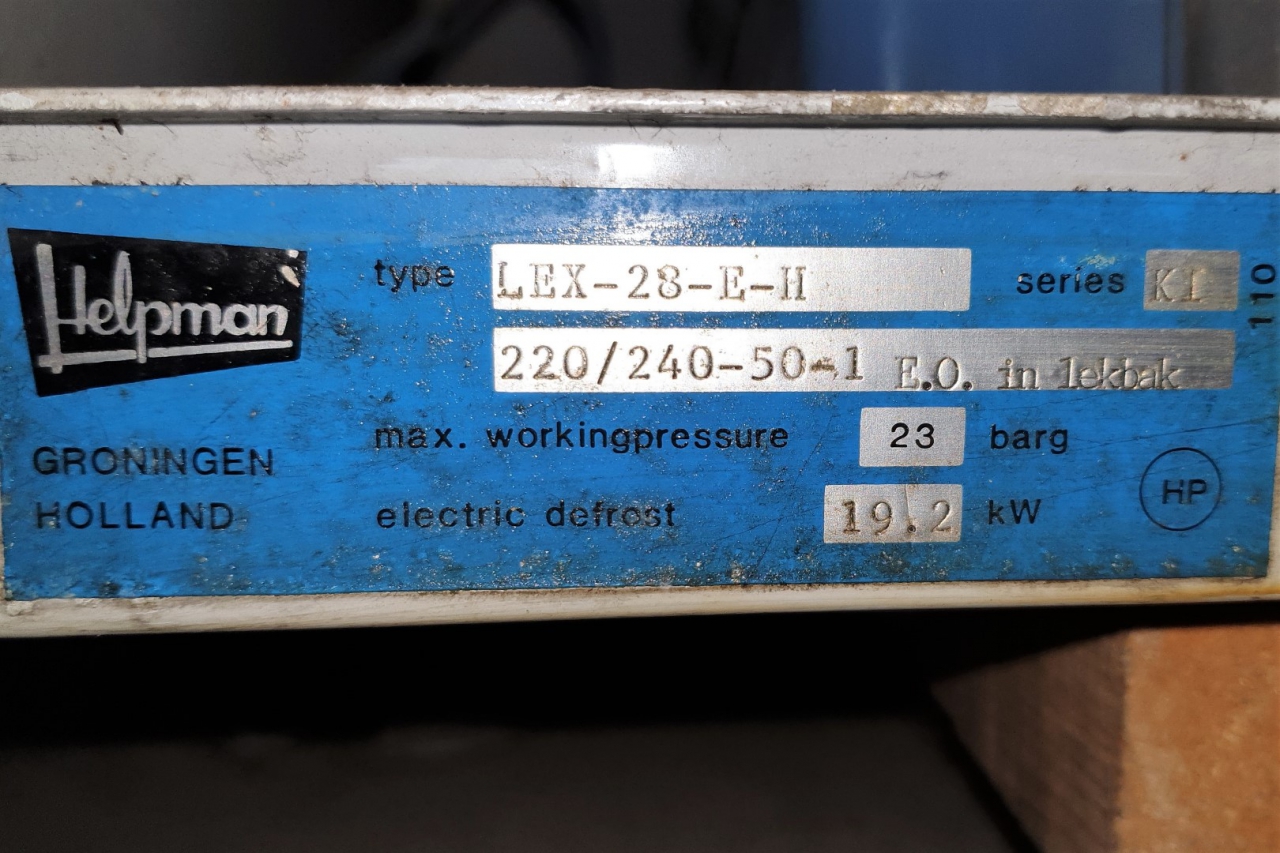 Helpman
type LEX-28-E-H series KI
220/240-50-1 E.O. in lekbak
max. workingpressure 23 barg
electric defrost 19.2 kW
GRONINGEN
HOLLAND
HP
110